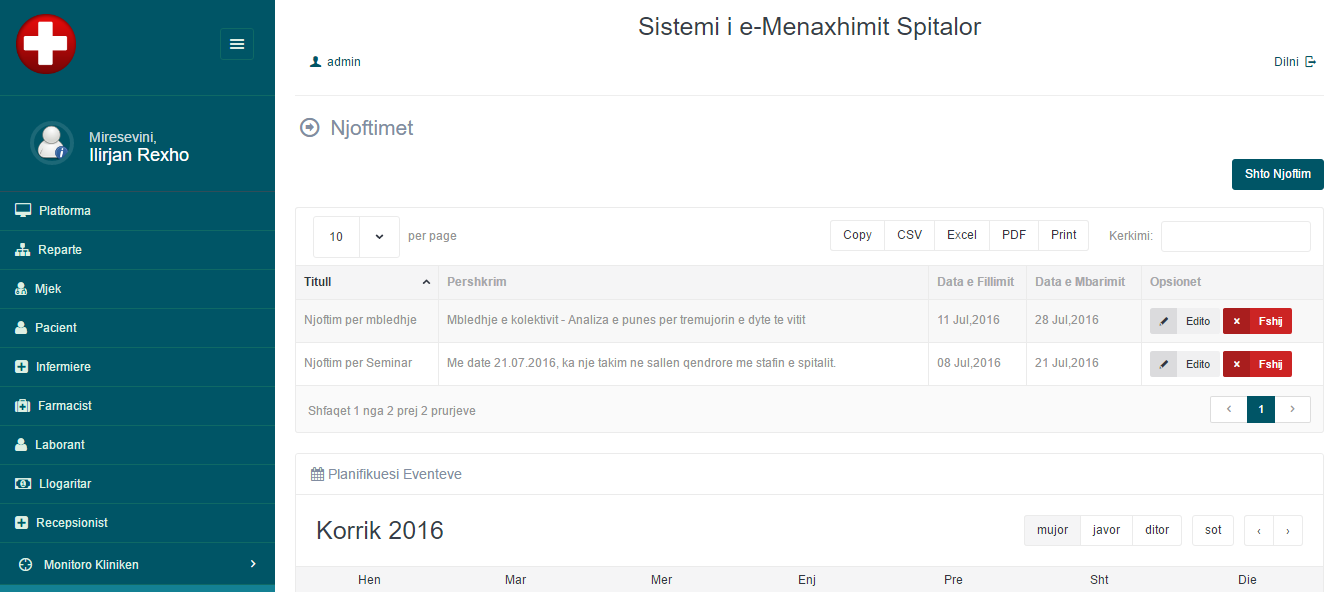 Sistemi i e-Menaxhimit Spitalor
admin
Dilni
Miresevini,
Ilirjan Rexho
Platforma
Reparte
Mjek
Pacient
Infermiere
Farmacist
Laborant
Llogaritar
Recepsionist
Monitoro Kliniken
Njoftimet
Shto Njoftim
10 per page Copy CSV Excel PDF Print Kerkimi:
Titull Pershkrim Data e Fillimit Data e Mbarimit Opsionet
Njoftim per mbledhje Mbledhje e kolektivit - Analiza e punes per tremujorin e dyte te vitit 11 Jul,2016 28 Jul,2016 Edito Fshij
Njoftim per Seminar Me date 21.07.2016, ka nje takim ne sallen qendrore me stafin e spitalit. 08 Jul,2016 21 Jul,2016 Edito Fshij
Shfaqet 1 nga 2 prej 2 prurjeve ‹ 1 ›
Planifikuesi Eventeve
Korrik 2016 mujor javor ditor sot ‹ ›
Hen Mar Mer Enj Pre Sht Die